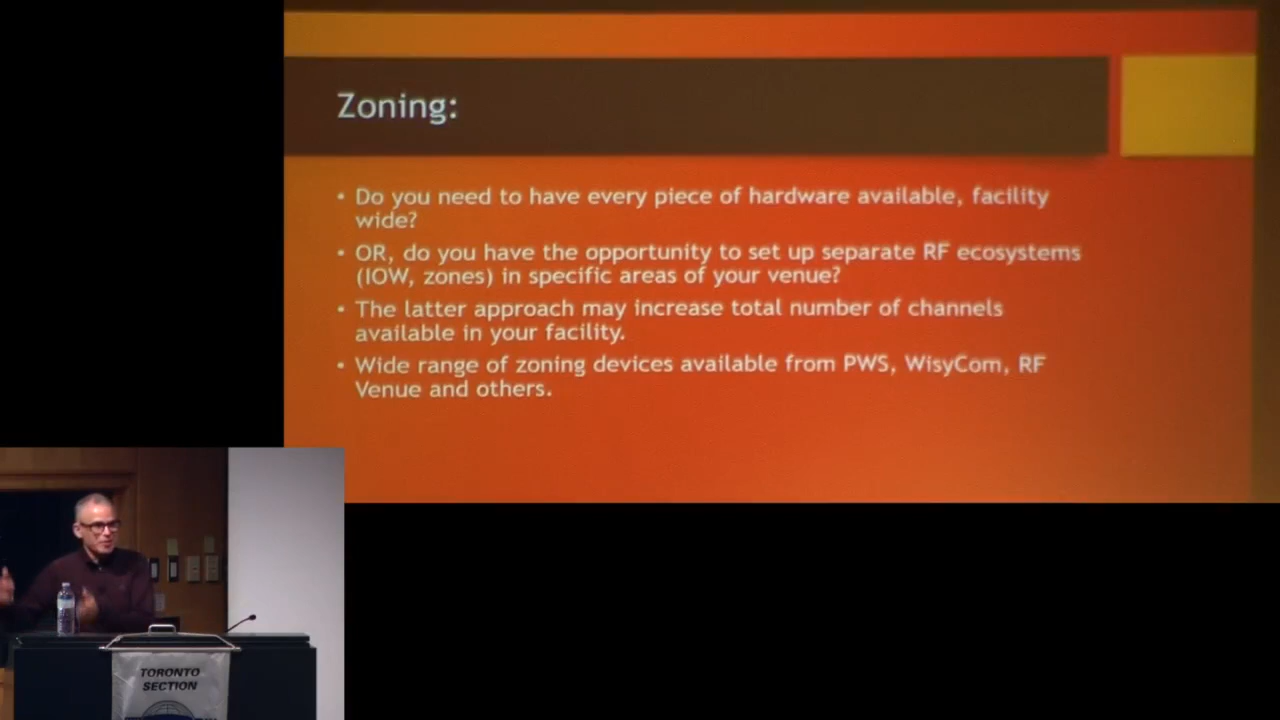 Zoning:
• Do you need to have every piece of hardware available, facility
wide?
• OR, do you have the opportunity to set up separate RF ecosystems
(IOW, zones) in specific areas of your venue?
• The latter approach may increase total number of channels
available in your facility.
• Wide range of zoning devices available from PWS, WisyCom, RF
Venue and others.
TORONTO
SECTION